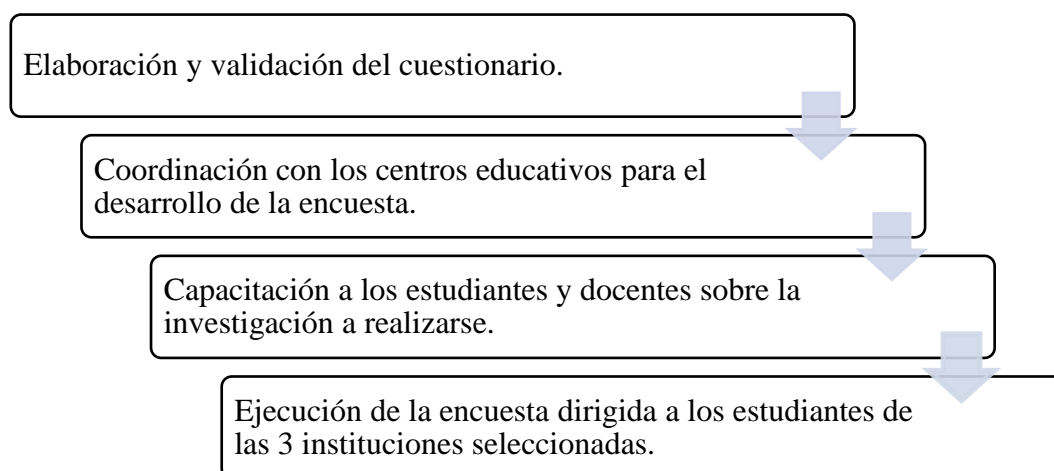 Elaboración y validación del cuestionario.
Coordinación con los centros educativos para el
desarrollo de la encuesta.
Capacitación a los estudiantes y docentes sobre la
investigación a realizarse.
Ejecución de la encuesta dirigida a los estudiantes de
las 3 instituciones seleccionadas.